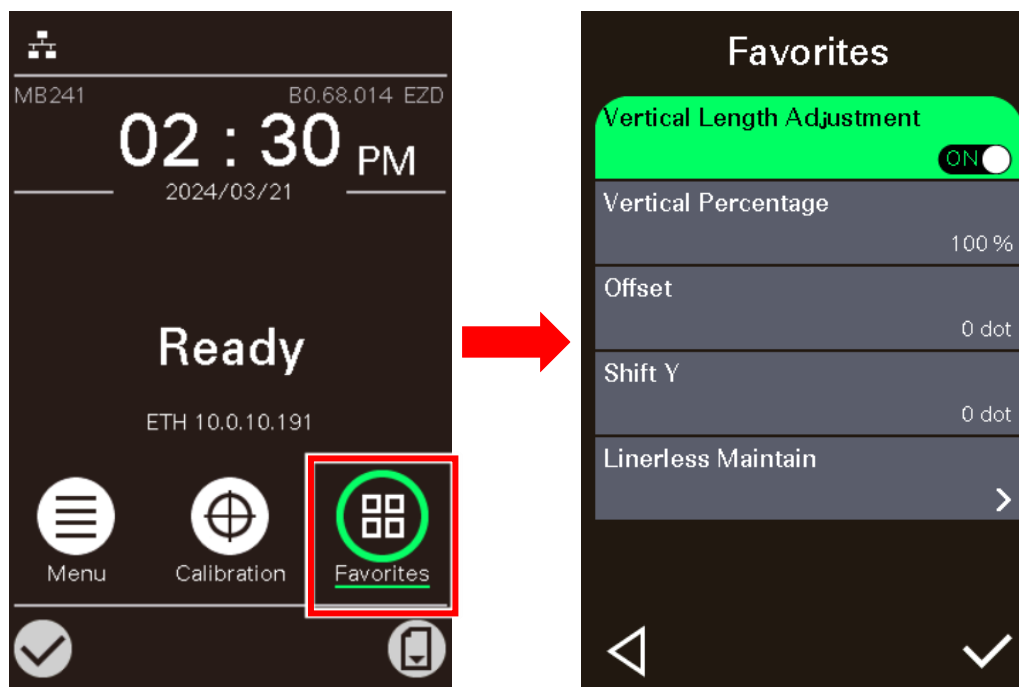 MB241 B0.68.014 EZD
02 : 30 PM
2024/03/21
Ready
ETH 10.0.10.191
Menu Calibration Favorites
Favorites
Vertical Length Adjustment
ON
Vertical Percentage
100 %
Offset
0 dot
Shift Y
0 dot
Linerless Maintain